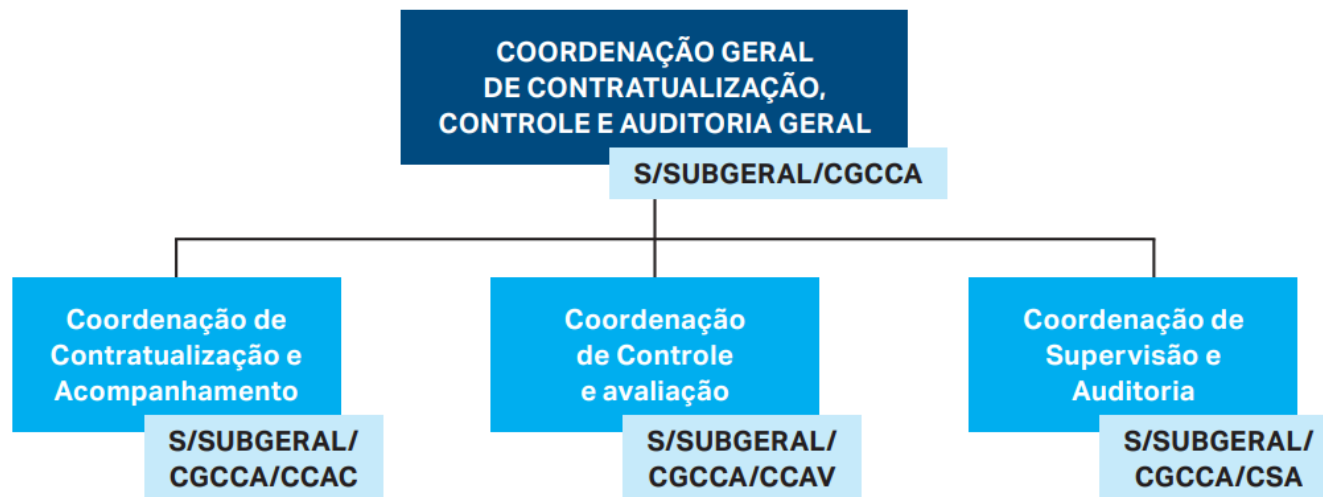 COORDENAÇÃO GERAL
DE CONTRATUALIZAÇÃO,
CONTROLE E AUDITORIA GERAL
S/SUBGERAL/CGCCA
Coordenação de
Contratualização e
Acompanhamento
S/SUBGERAL/
CGCCA/CCAC
Coordenação
de Controle
e avaliação
S/SUBGERAL/
CGCCA/CCAV
Coordenação de
Supervisão e
Auditoria
S/SUBGERAL/
CGCCA/CSA